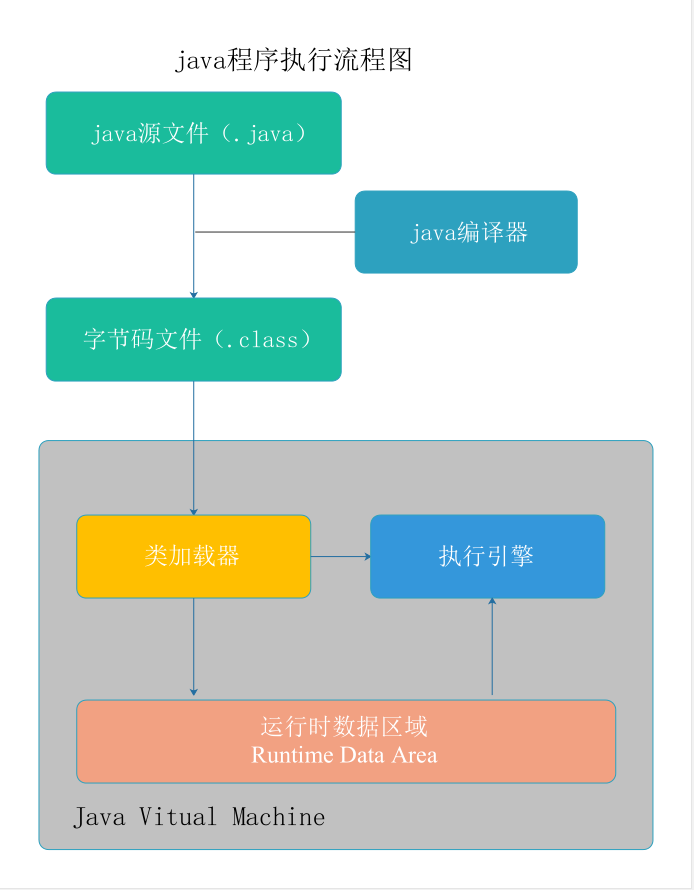 java程序执行流程图
java源文件（.java）
java编译器
字节码文件（.class）
类加载器
执行引擎
运行时数据区域
Runtime Data Area
Java Vitual Machine